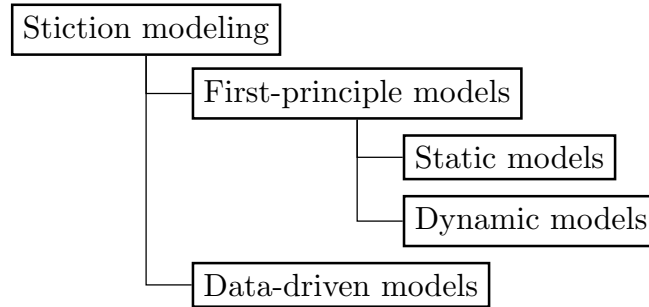 Stiction modeling
First-principle models
Static models
Dynamic models
Data-driven models